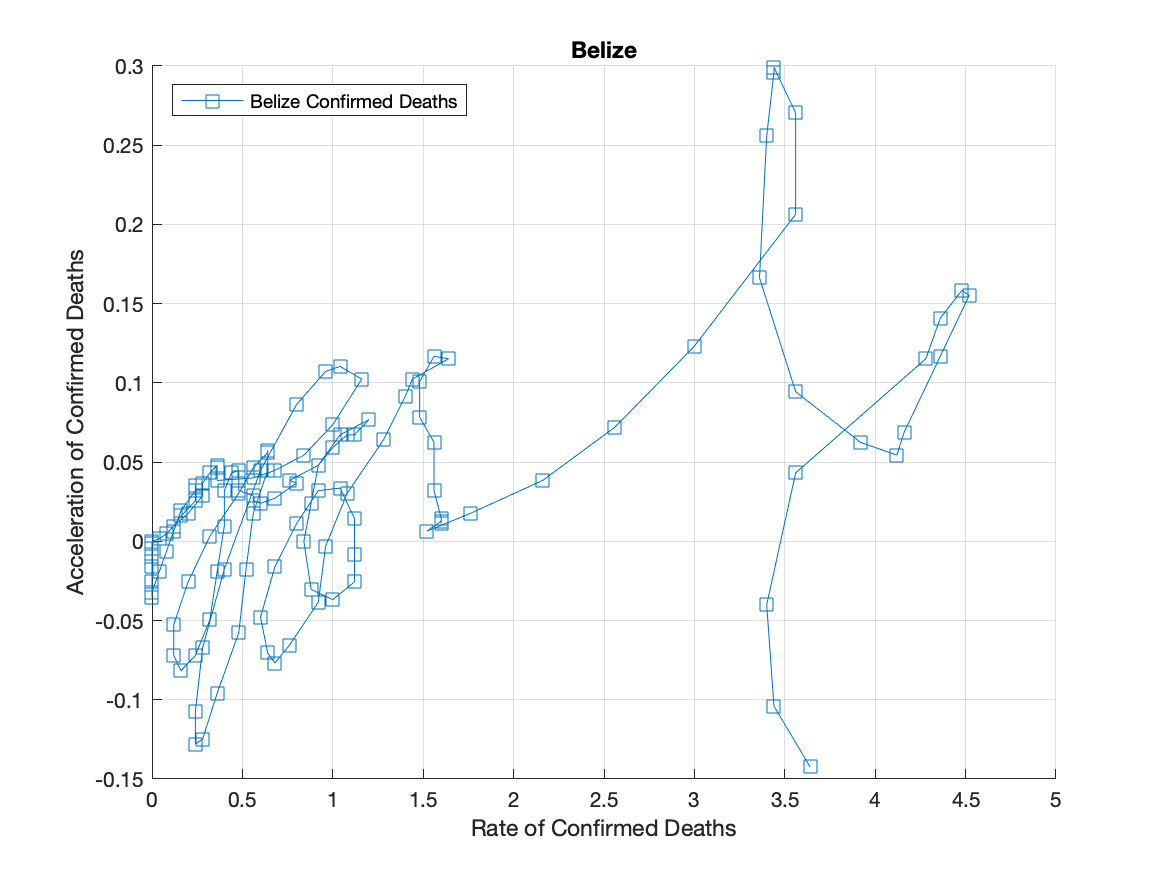 Belize
Belize Confirmed Deaths
0.3
0.25
0.2
0.15
0.1
0.05
0
-0.05
-0.1
-0.15
Acceleration of Confirmed Deaths
0 0.5 1 1.5 2 2.5 3 3.5 4 4.5 5
Rate of Confirmed Deaths